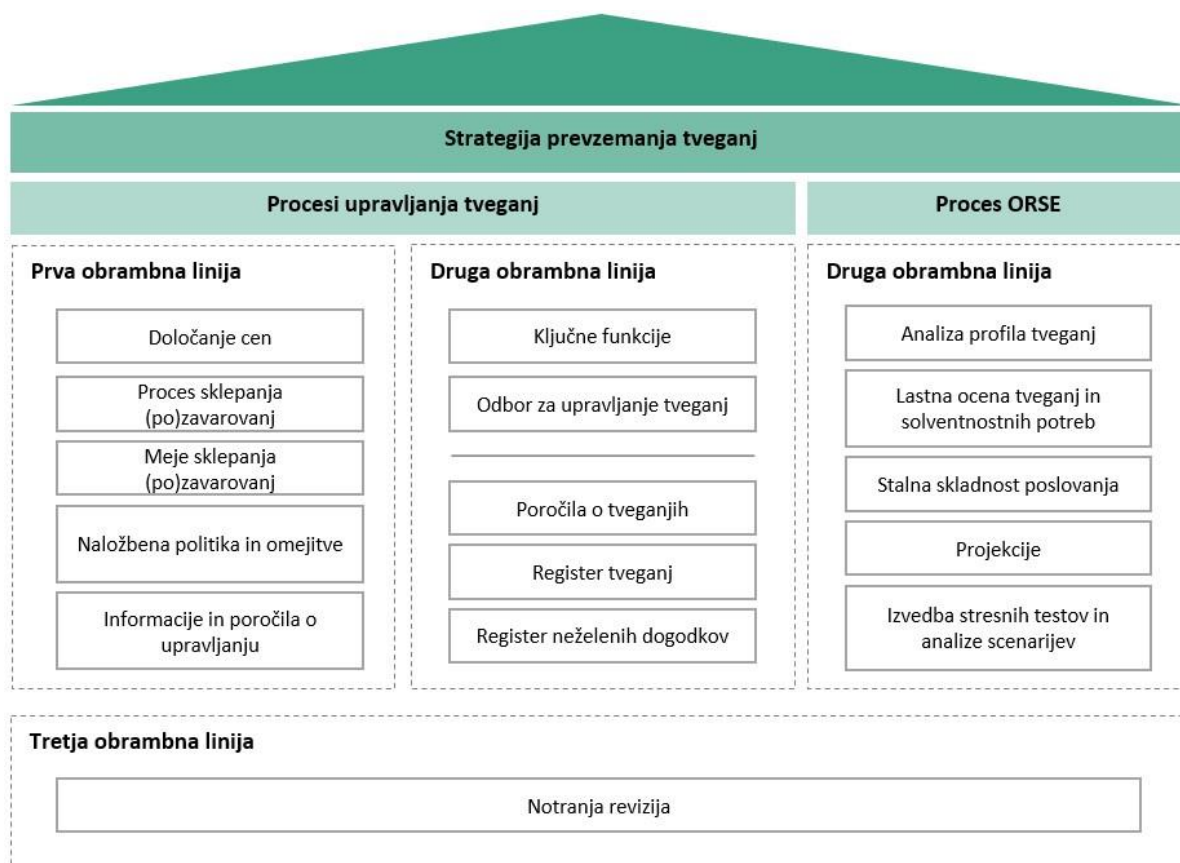 Strategija prevzemanja tveganj
Procesi upravljanja tveganj
Proces ORSE
Prva obrambna linija
Določanje cen
Proces sklepanja
(po)zavarovanj
Meje sklepanja
(po)zavarovanj
Naložbena politika in omejitve
Informacije in poročila o
upravljanju
Druga obrambna linija
Ključne funkcije
Odbor za upravljanje tveganj
Poročila o tveganjih
Register tveganj
Register neželenih dogodkov
Druga obrambna linija
Analiza profila tveganj
Lastna ocena tveganj in
solventnostnih potreb
Stalna skladnost poslovanja
Projekcije
Izvedba stresnih testov in
analize scenarijev
Tretja obrambna linija
Notranja revizija